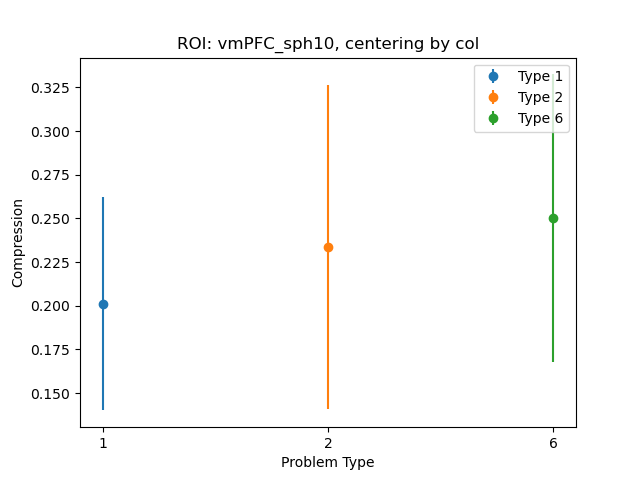 ROI: vmPFC_sph10, centering by col
Type 1
Type 2
Type 6
0.325
0.300
0.275
0.250
0.225
0.200
0.175
0.150
Compression
1
2
6
Problem Type